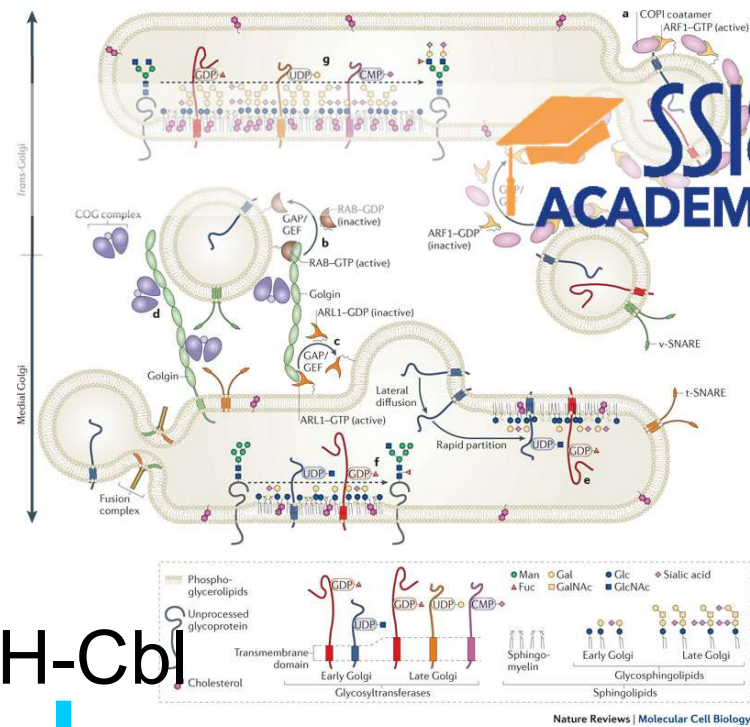 a
COPI coatamer
ARF1–GTP (active)
g
GDP
UDP
CMP
Trans-Golgi
SSI
ACADEM
COG complex
GAP/
GEF
RAB–GDP
(inactive)
b
RAB–GTP (active)
ARF1–GDP
(inactive)
d
Golgin
ARL1–GDP (inactive)
c
GAP/
GEF
v-SNARE
Medial Golgi
Golgin
ARL1–GTP (active)
Lateral
diffusion
Rapid partition
t-SNARE
UDP
GDP
e
UDP
GDP
f
Fusion
complex
Phospho-
glycerolipids
Unprocessed
glycoprotein
Cholesterol
GDP
UDP
GDP
UDP
CMP
Transmembrane
domain
Early Golgi
Late Golgi
Glycosyltransferases
Man
Gal
Glc
Sialic acid
Fuc
GalNAc
GlcNAc
Sphingo-
myelin
Early Golgi
Late Golgi
Glycosphingolipids
Sphingolipids
H-Cbl
Nature Reviews | Molecular Cell Biology